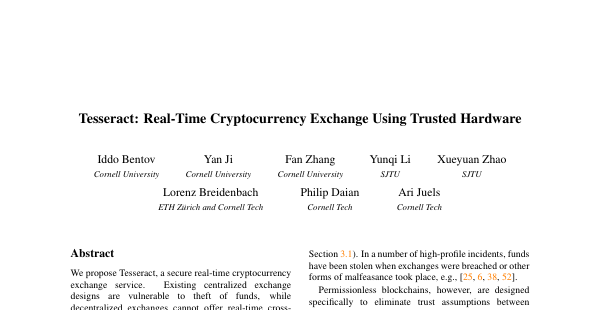 Tesseract: Real-Time Cryptocurrency Exchange Using Trusted Hardware
Iddo Bentov Yan Ji Fan Zhang Yunqi Li Xueyuan Zhao
Cornell University Cornell University Cornell University SJTU SJTU
Lorenz Breidenbach Philip Daian Ari Juels
ETH Zürich and Cornell Tech Cornell Tech Cornell Tech
Abstract
We propose Tesseract, a secure real-time cryptocurrency
exchange service. Existing centralized exchange
designs are vulnerable to theft of funds, while
decentralized exchanges cannot offer real-time cross-
Section 3.1). In a number of high-profile incidents, funds
have been stolen when exchanges were breached or other
forms of malfeasance took place, e.g., [25, 6, 38, 52].
Permissionless blockchains, however, are designed
specifically to eliminate trust assumptions between